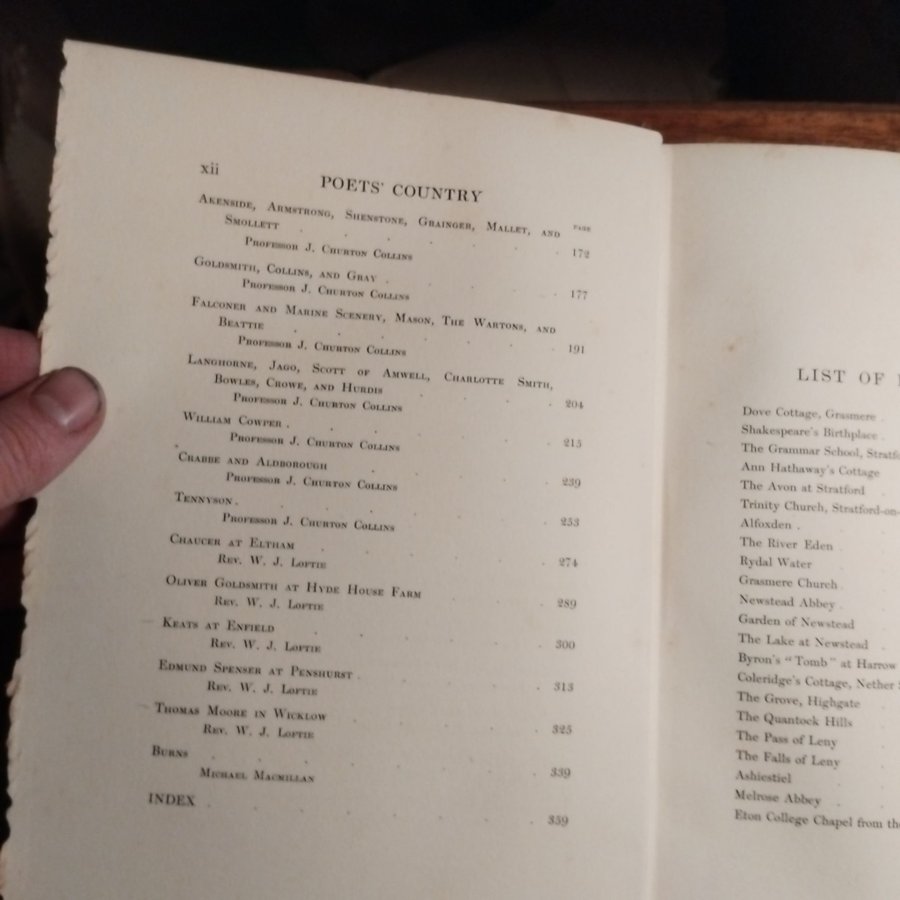 xii
POETS' COUNTRY
PAGE
AKENSIDE, ARMSTRONG, SHENSTONE, GRAINGER, MALLET, AND
SMOLLETT . . . . . . 172
PROFESSOR J. CHURTON COLLINS
GOLDSMITH, COLLINS, AND GRAY . . . . 177
PROFESSOR J. CHURTON COLLINS
FALCONER AND MARINE SCENERY, MASON, THE WARTONS, AND
BEATTIE . . . . . . 191
PROFESSOR J. CHURTON COLLINS
LANGHORNE, JAGO, SCOTT OF AMWELL, CHARLOTTE SMITH,
BOWLES, CROWE, AND HURDIS . . . . 204
PROFESSOR J. CHURTON COLLINS
WILLIAM COWPER . . . . . . 215
PROFESSOR J. CHURTON COLLINS
CRABBE AND ALDBOROUGH . . . . . 239
PROFESSOR J. CHURTON COLLINS
TENNYSON . . . . . . . 253
PROFESSOR J. CHURTON COLLINS
CHAUCER AT ELTHAM . . . . . 274
REV. W. J. LOFTIE
OLIVER GOLDSMITH AT HYDE HOUSE FARM . . . 289
REV. W. J. LOFTIE
KEATS AT ENFIELD . . . . . . 300
REV. W. J. LOFTIE
EDMUND SPENSER AT PENSHURST . . . . . 313
REV. W. J. LOFTIE
THOMAS MOORE IN WICKLOW . . . . . 325
REV. W. J. LOFTIE
BURNS . . . . . . . 339
MICHAEL MACMILLAN
INDEX . . . . . . . 359
LIST OF
Dove Cottage, Grasmere .
Shakespeare's Birthplace .
The Grammar School,
Ann Hathaway's Cottage
The Avon at Stratford
Trinity Church, Stratford-on-
Alfoxden .
The River Eden .
Rydal Water
Grasmere Church .
Newstead Abbey .
Garden of Newstead
The Lake at Newstead
Byron's "Tomb" at Harrow
Coleridge's Cottage, Nether
The Grove, Highgate
The Quantock Hills
The Pass of Leny
The Falls of Leny
Ashiestiel
Melrose Abbey .
Eton College Chapel from